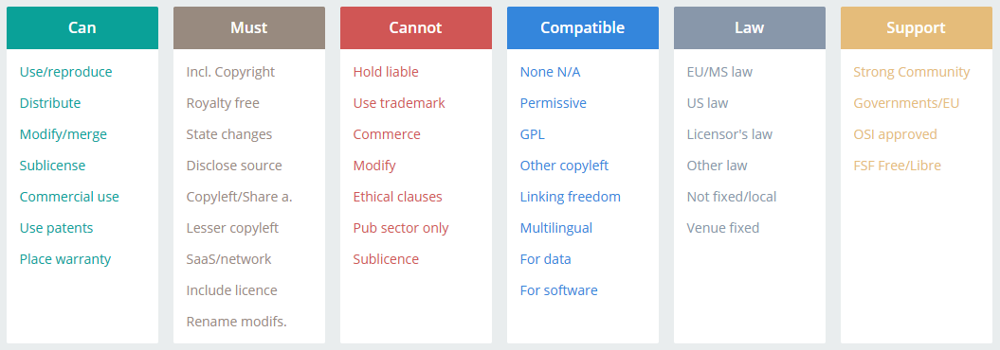 Can
Use/reproduce
Distribute
Modify/merge
Sublicense
Commercial use
Use patents
Place warranty
Must
Incl. Copyright
Royalty free
State changes
Disclose source
Copyleft/Share a.
Lesser copyleft
SaaS/network
Include licence
Rename modifs.
Cannot
Hold liable
Use trademark
Commerce
Modify
Ethical clauses
Pub sector only
Sublicence
Compatible
None N/A
Permissive
GPL
Other copyleft
Linking freedom
Multilingual
For data
For software
Law
EU/MS law
US law
Licensor's law
Other law
Not fixed/local
Venue fixed
Support
Strong Community
Governments/EU
OSI approved
FSF Free/Libre